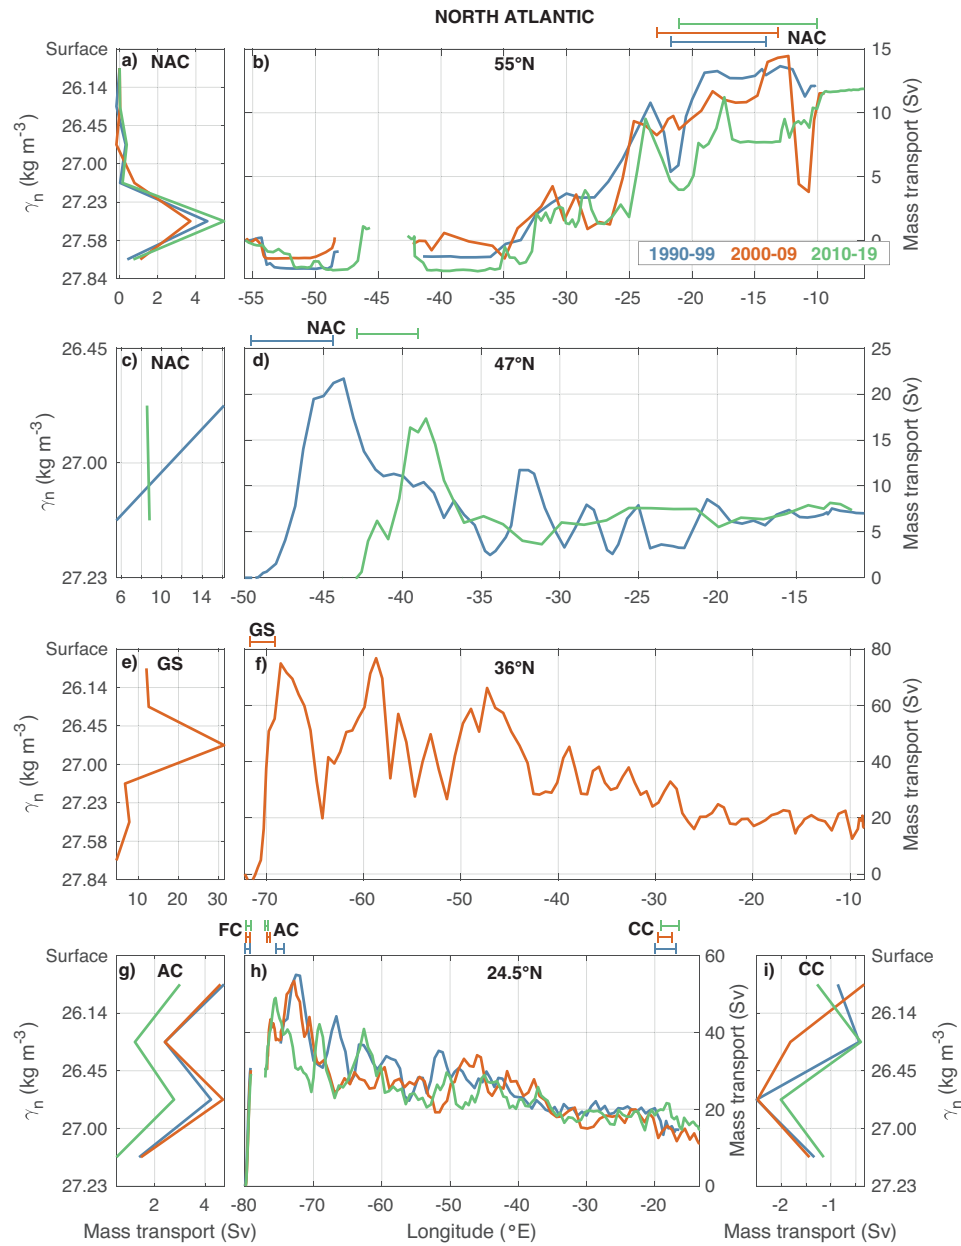 NORTH ATLANTIC
NAC
a) NAC
b) 55°N
Surface
26.14
26.45
27.00
27.23
27.58
27.84
γn (kg m-3)
0 2 4
15
10
5
0
Mass transport (Sv)
1990-99 2000-09 2010-19
-55 -50 -45 -40 -35 -30 -25 -20 -15 -10
NAC
c) NAC
d) 47°N
26.45
27.00
27.23
γn (kg m-3)
6 10 14
25
20
15
10
5
0
Mass transport (Sv)
-50 -45 -40 -35 -30 -25 -20 -15
GS
e) GS
f) 36°N
Surface
26.14
26.45
27.00
27.23
27.58
27.84
γn (kg m-3)
10 20 30
80
60
40
20
0
Mass transport (Sv)
-70 -60 -50 -40 -30 -20 -10
FC AC CC
g) AC
h) 24.5°N
i) CC
Surface
26.14
26.45
27.00
27.23
γn (kg m-3)
2 4
Mass transport (Sv)
60
40
20
0
Mass transport (Sv)
-80 -70 -60 -50 -40 -30 -20
Longitude (°E)
Surface
26.14
26.45
27.00
27.23
γn (kg m-3)
-2 -1
Mass transport (Sv)